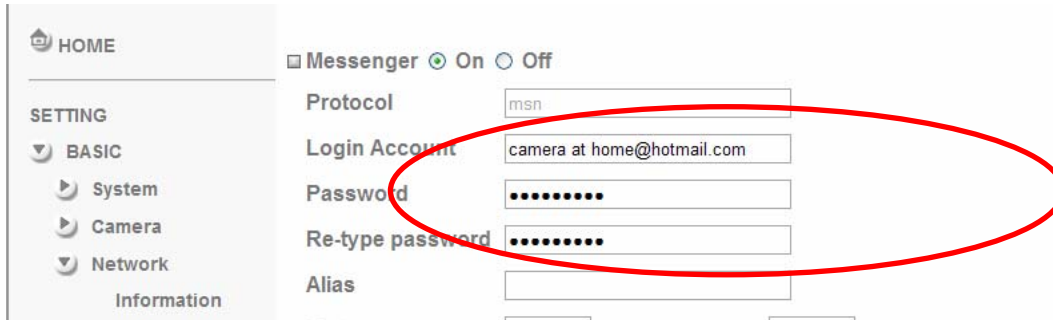 HOME
SETTING
BASIC
System
Camera
Network
Information
Messenger On Off
Protocol msn
Login Account camera at home@hotmail.com
Password •••••••••
Re-type password •••••••••
Alias